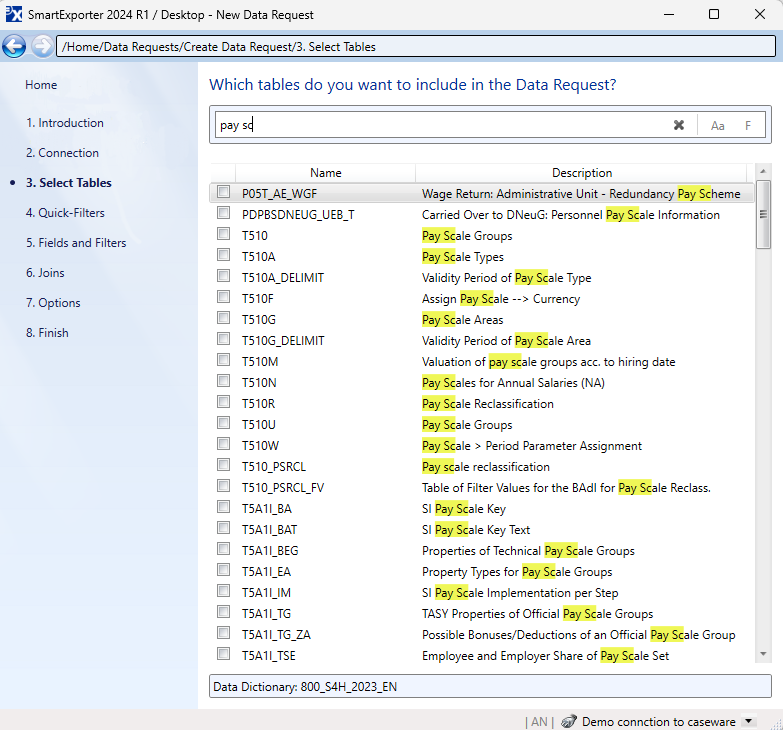 SmartExporter 2024 R1 / Desktop - New Data Request
/Home/Data Requests/Create Data Request/3. Select Tables
Home
1. Introduction
2. Connection
3. Select Tables
4. Quick-Filters
5. Fields and Filters
6. Joins
7. Options
8. Finish
Which tables do you want to include in the Data Request?
pay sc Aa F
Name Description
P05T_AE_WGF Wage Return: Administrative Unit - Redundancy Pay Scheme
PDPBSDNEUG_UEB_T Carried Over to DNeuG: Personnel Pay Scale Information
T510 Pay Scale Groups
T510A Pay Scale Types
T510A_DELIMIT Validity Period of Pay Scale Type
T510F Assign Pay Scale --> Currency
T510G Pay Scale Areas
T510G_DELIMIT Validity Period of Pay Scale Area
T510M Valuation of pay scale groups acc. to hiring date
T510N Pay Scales for Annual Salaries (NA)
T510R Pay Scale Reclassification
T510U Pay Scale Groups
T510W Pay Scale > Period Parameter Assignment
T510_PSRCL Pay scale reclassification
T510_PSRCL_FV Table of Filter Values for the BAdI for Pay Scale Reclass.
T5A1I_BA SI Pay Scale Key
T5A1I_BAT SI Pay Scale Key Text
T5A1I_BEG Properties of Technical Pay Scale Groups
T5A1I_EA Property Types for Pay Scale Groups
T5A1I_IM SI Pay Scale Implementation per Step
T5A1I_TG TASY Properties of Official Pay Scale Groups
T5A1I_TG_ZA Possible Bonuses/Deductions of an Official Pay Scale Group
T5A1I_TSE Employee and Employer Share of Pay Scale Set
Data Dictionary: 800_S4H_2023_EN
| AN | Demo connction to caseware